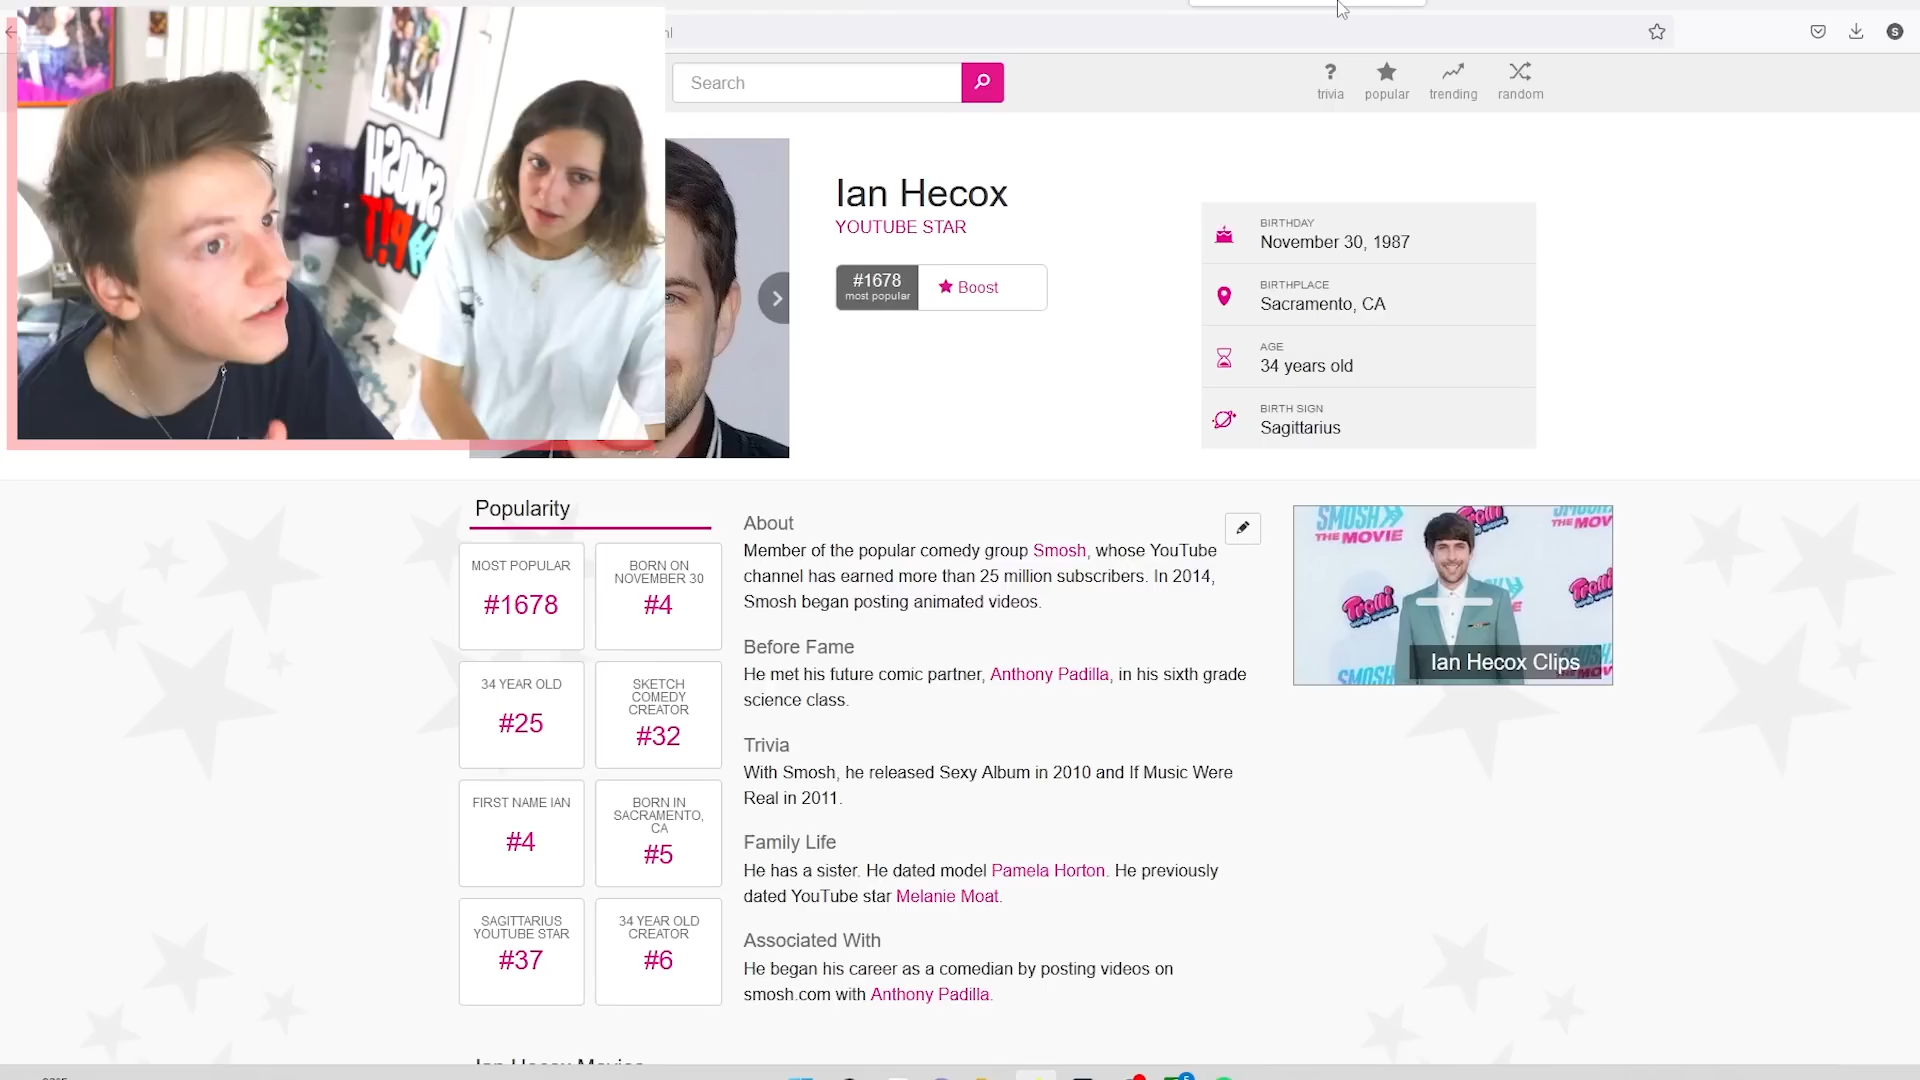 Search
?
trivia
popular
trending
random
S
Ian Hecox
YOUTUBE STAR
#1678
most popular
Boost
BIRTHDAY
November 30, 1987
BIRTHPLACE
Sacramento, CA
AGE
34 years old
BIRTH SIGN
Sagittarius
SMOSH
PIT
Popularity
MOST POPULAR
#1678
BORN ON
NOVEMBER 30
#4
34 YEAR OLD
#25
SKETCH
COMEDY
CREATOR
#32
FIRST NAME IAN
#4
BORN IN
SACRAMENTO,
CA
#5
SAGITTARIUS
YOUTUBE STAR
#37
34 YEAR OLD
CREATOR
#6
About
Member of the popular comedy group Smosh, whose YouTube
channel has earned more than 25 million subscribers. In 2014,
Smosh began posting animated videos.
Before Fame
He met his future comic partner, Anthony Padilla, in his sixth grade
science class.
Trivia
With Smosh, he released Sexy Album in 2010 and If Music Were
Real in 2011.
Family Life
He has a sister. He dated model Pamela Horton. He previously
dated YouTube star Melanie Moat.
Associated With
He began his career as a comedian by posting videos on
smosh.com with Anthony Padilla.
SMOSH
THE MOVIE
Trolli
Ian Hecox Clips
Ian Hecox Movies